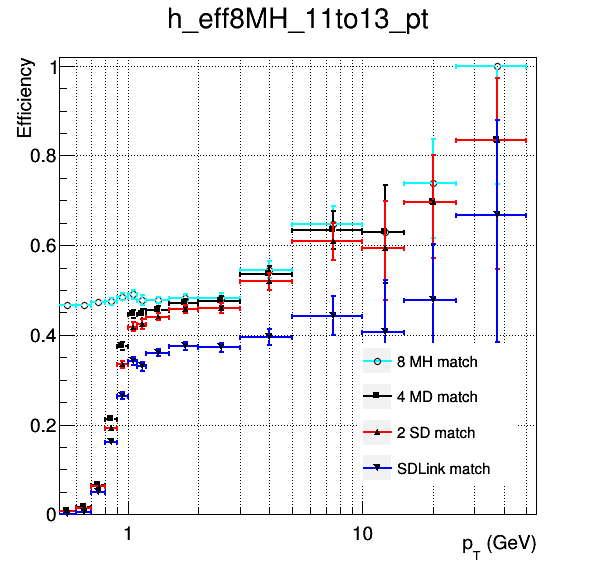 h_eff8MH_11to13_pt
Efficiency
1
0.8
0.6
0.4
0.2
0
8 MH match
4 MD match
2 SD match
SDLink match
1
10
p_T (GeV)